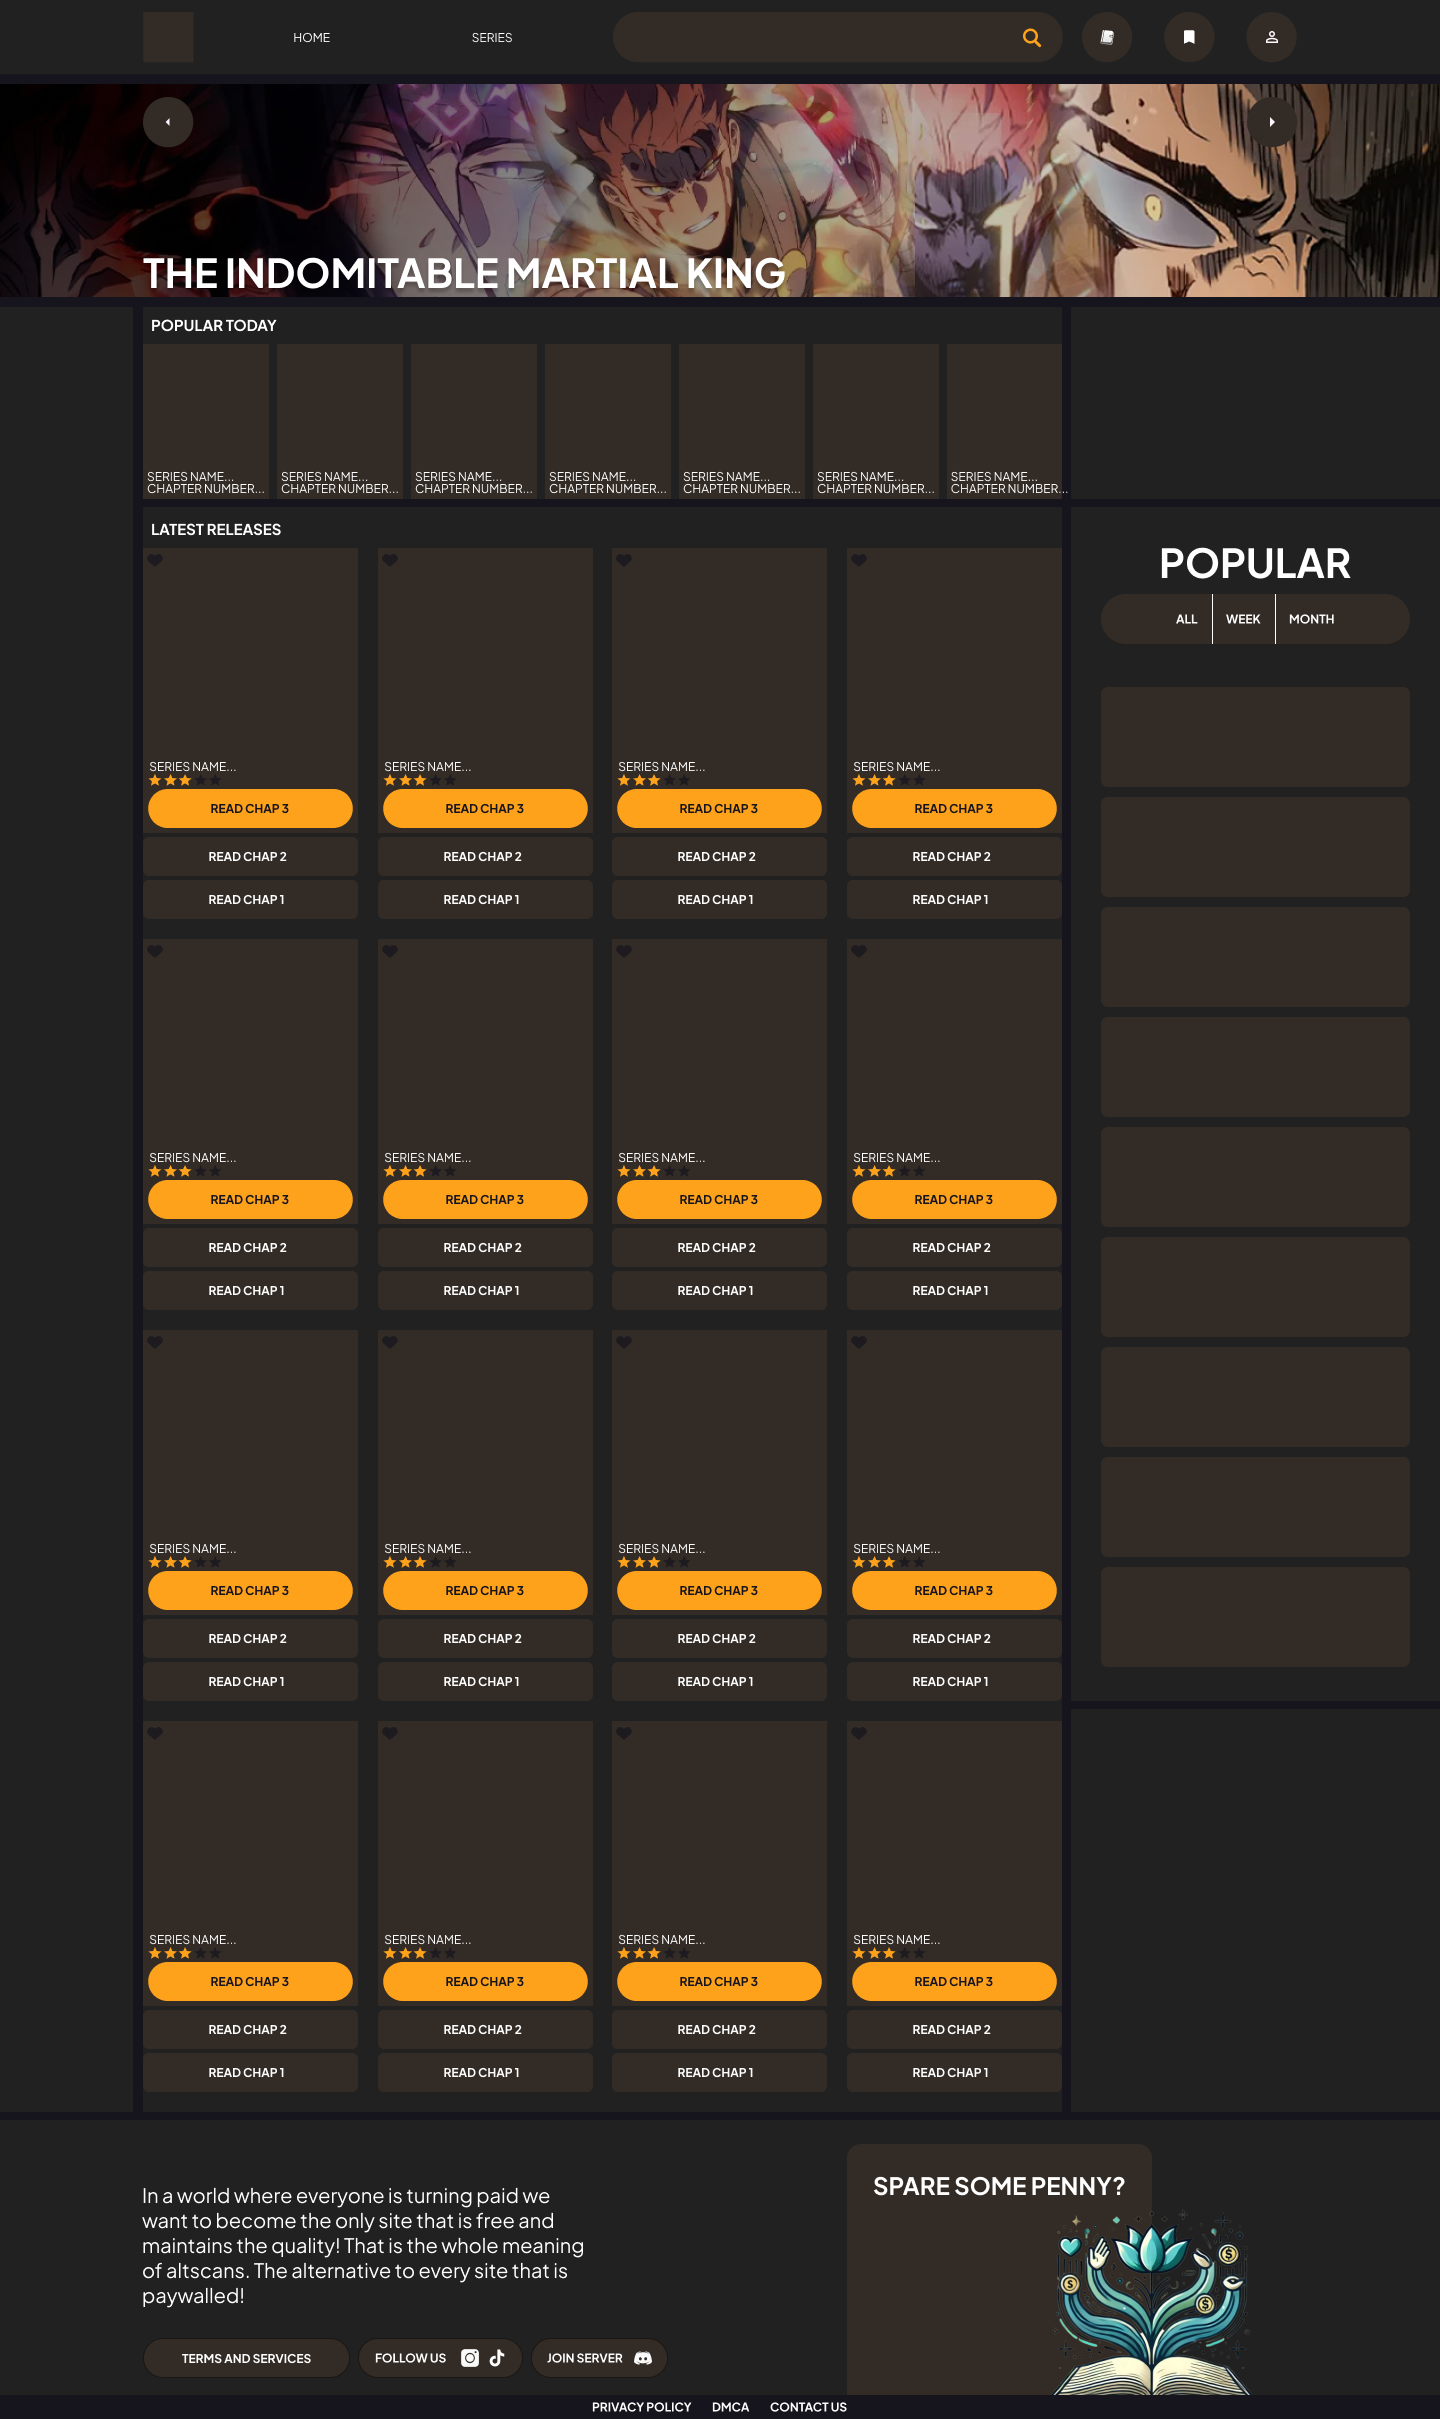 HOME SERIES
THE INDOMITABLE MARTIAL KING
POPULAR TODAY
SERIES NAME... SERIES NAME... SERIES NAME... SERIES NAME... SERIES NAME... SERIES NAME... SERIES NAME...
CHAPTER NUMBER... CHAPTER NUMBER... CHAPTER NUMBER... CHAPTER NUMBER... CHAPTER NUMBER... CHAPTER NUMBER... CHAPTER NUMBER...
LATEST RELEASES
SERIES NAME... SERIES NAME... SERIES NAME... SERIES NAME...
READ CHAP 3 READ CHAP 3 READ CHAP 3 READ CHAP 3
READ CHAP 2 READ CHAP 2 READ CHAP 2 READ CHAP 2
READ CHAP 1 READ CHAP 1 READ CHAP 1 READ CHAP 1
SERIES NAME... SERIES NAME... SERIES NAME... SERIES NAME...
READ CHAP 3 READ CHAP 3 READ CHAP 3 READ CHAP 3
READ CHAP 2 READ CHAP 2 READ CHAP 2 READ CHAP 2
READ CHAP 1 READ CHAP 1 READ CHAP 1 READ CHAP 1
SERIES NAME... SERIES NAME... SERIES NAME... SERIES NAME...
READ CHAP 3 READ CHAP 3 READ CHAP 3 READ CHAP 3
READ CHAP 2 READ CHAP 2 READ CHAP 2 READ CHAP 2
READ CHAP 1 READ CHAP 1 READ CHAP 1 READ CHAP 1
SERIES NAME... SERIES NAME... SERIES NAME... SERIES NAME...
READ CHAP 3 READ CHAP 3 READ CHAP 3 READ CHAP 3
READ CHAP 2 READ CHAP 2 READ CHAP 2 READ CHAP 2
READ CHAP 1 READ CHAP 1 READ CHAP 1 READ CHAP 1
POPULAR
ALL WEEK MONTH
In a world where everyone is turning paid we
want to become the only site that is free and
maintains the quality! That is the whole meaning
of altscans. The alternative to every site that is
paywalled!
TERMS AND SERVICES FOLLOW US JOIN SERVER
SPARE SOME PENNY?
$
$
$
PRIVACY POLICY DMCA CONTACT US